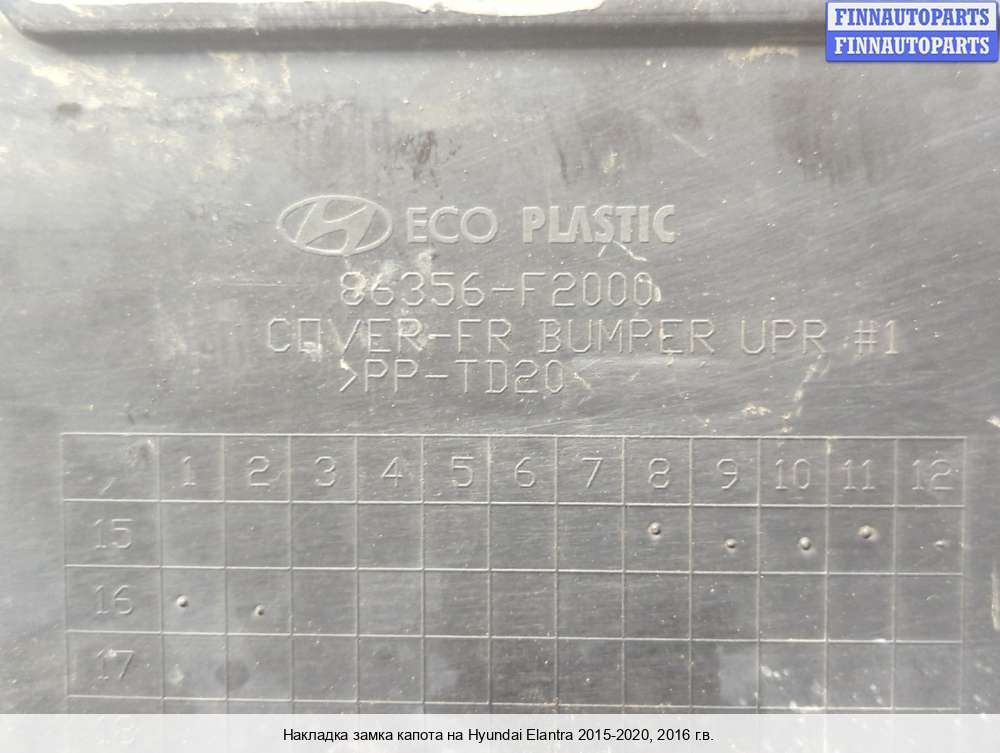 FINNAUTOPARTS
FINNAUTOPARTS
ECO PLASTIC
86356-F2000
COVER-FR BUMPER UPR #1
>PP-TD20
1 2 3 4 5 6 7 8 9 10 11 12
15
16
17
18
Накладка замка капота на Hyundai Elantra 2015-2020, 2016 г.в.